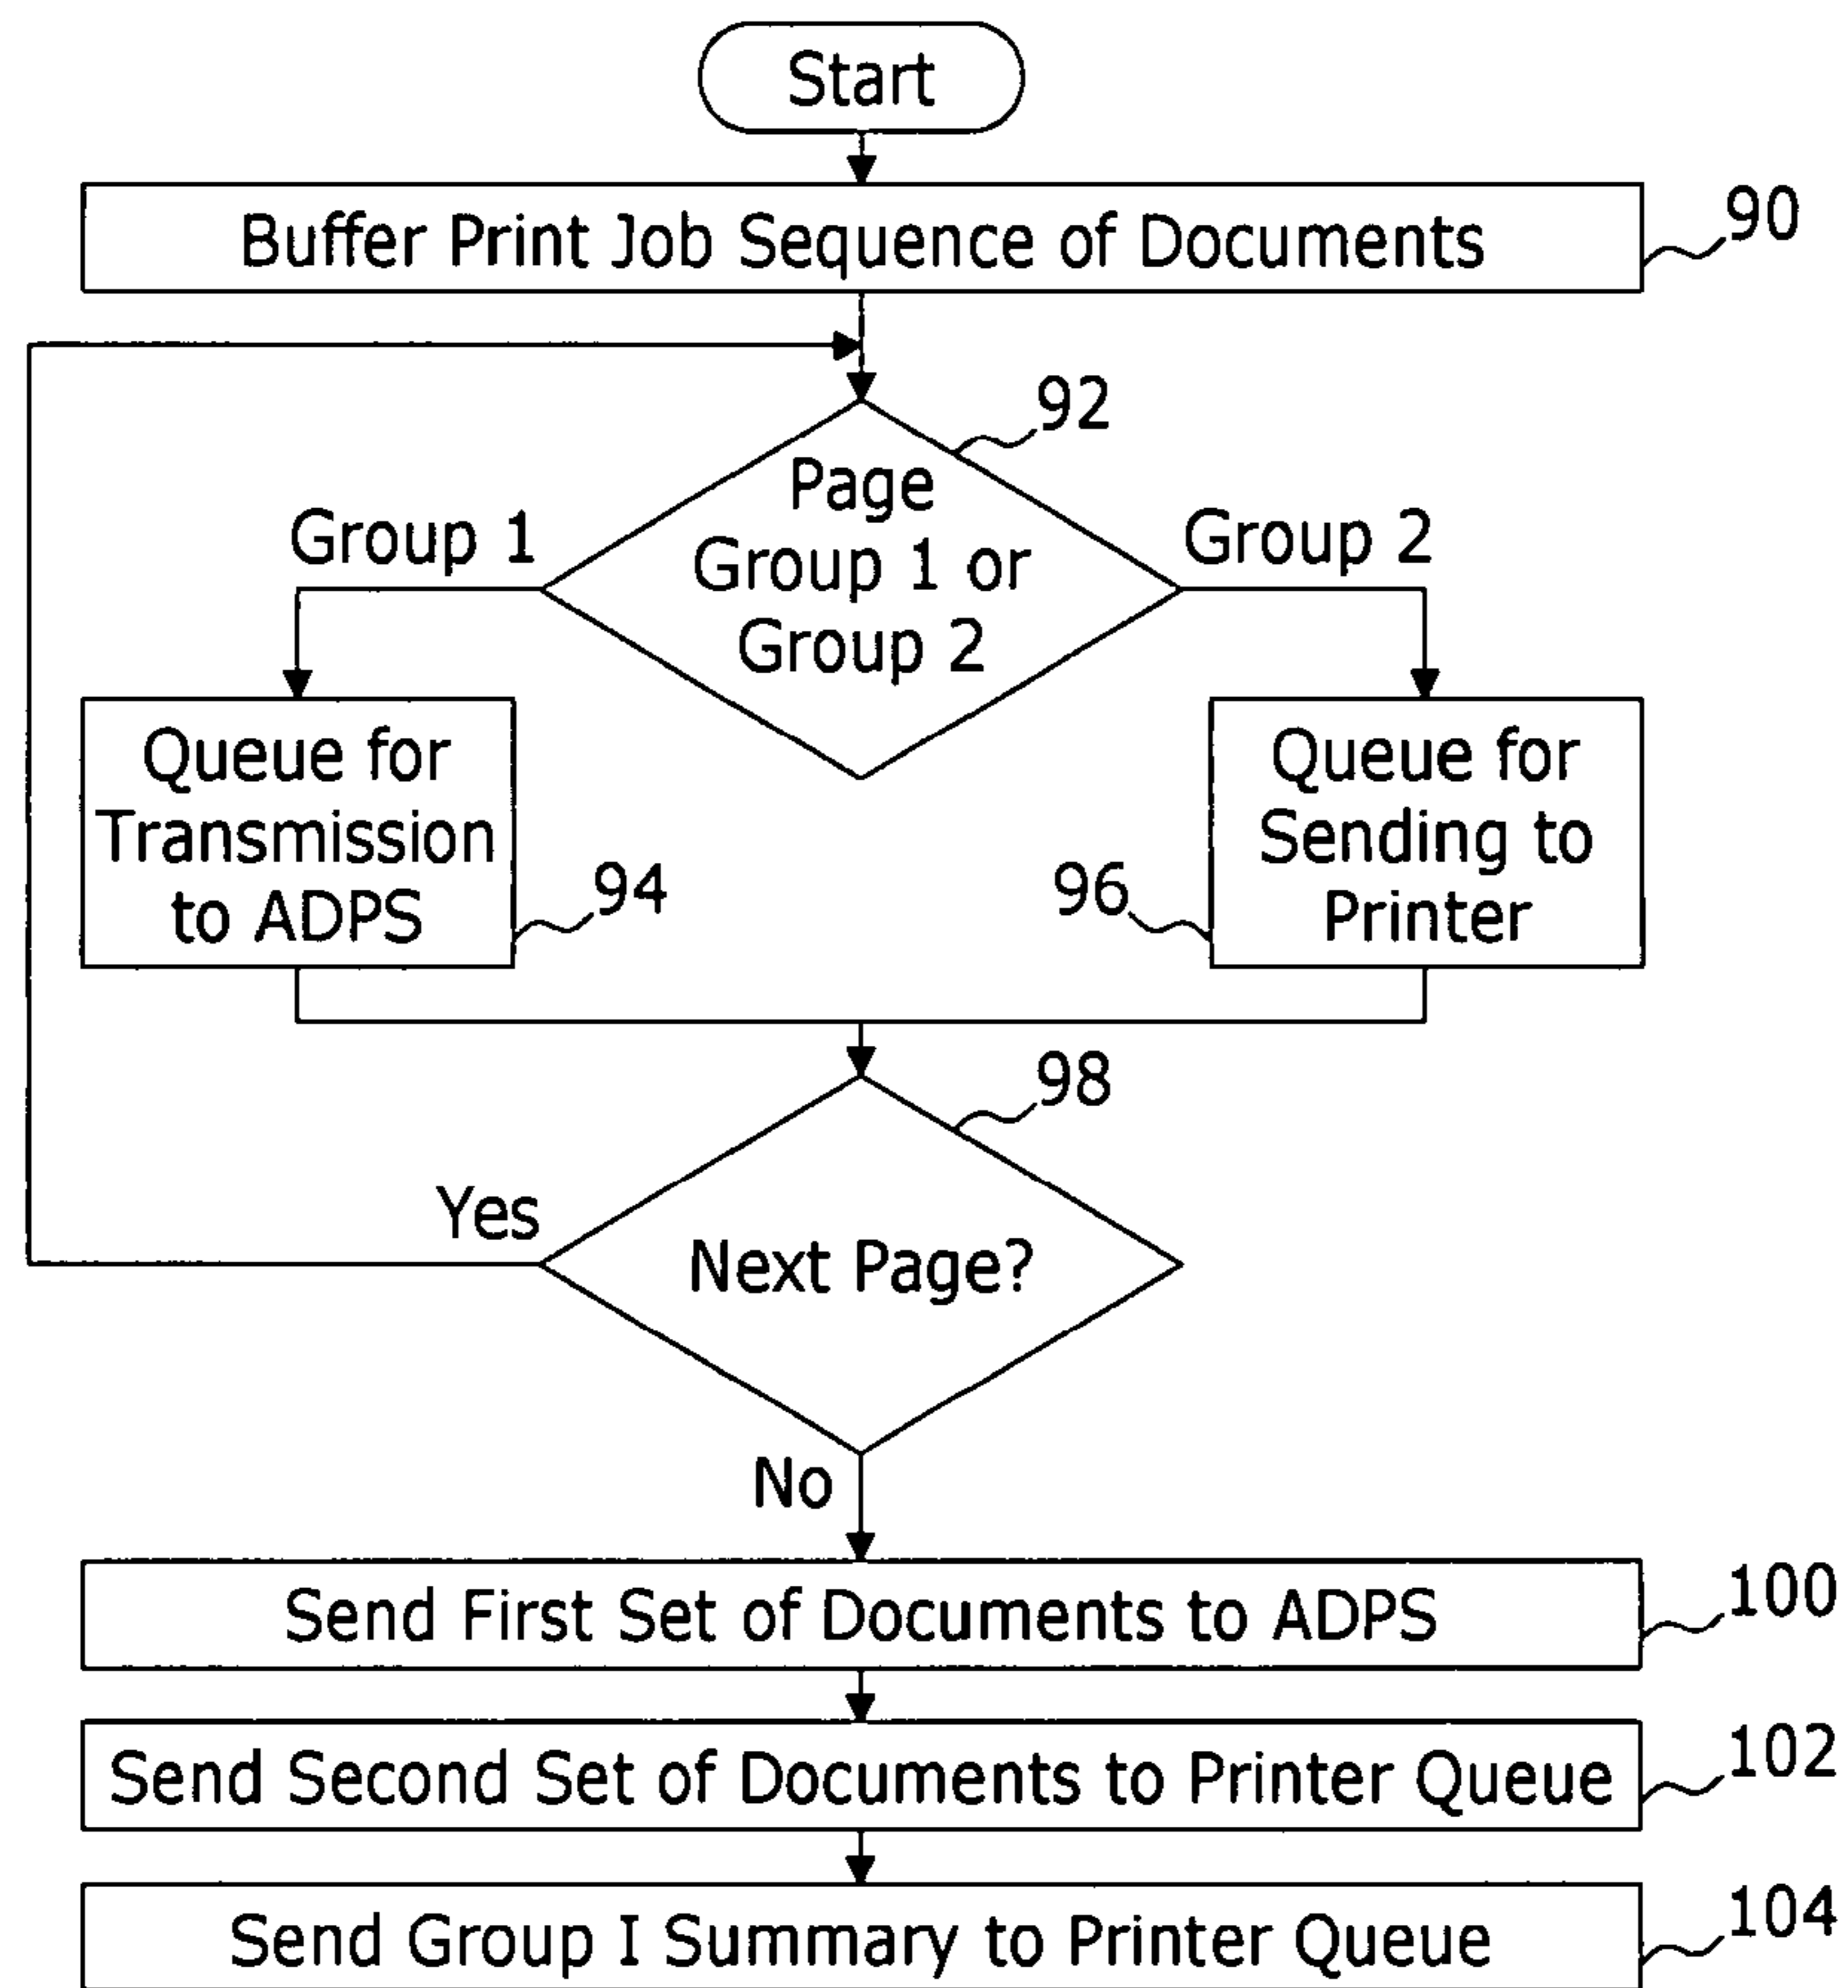 Start
Buffer Print Job Sequence of Documents
90
92
Page
Group 1 or
Group 2
Group 1
Group 2
Queue for
Transmission
to ADPS
94
Queue for
Sending to
Printer
96
98
Next Page?
Yes
No
Send First Set of Documents to ADPS
100
Send Second Set of Documents to Printer Queue
102
Send Group I Summary to Printer Queue
104